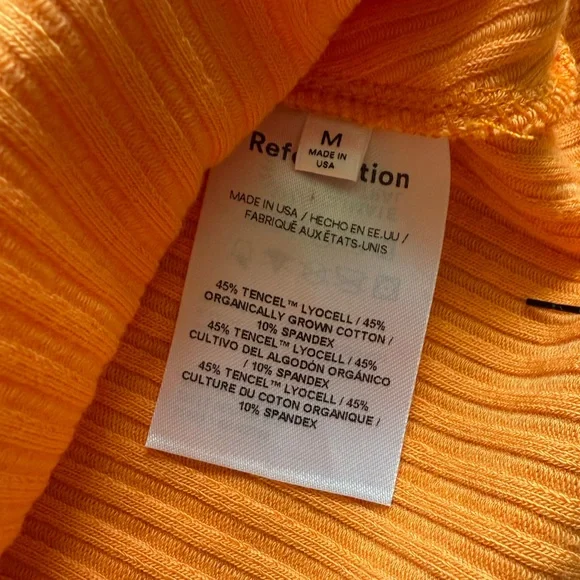 M
MADE IN
USA
Refo tion
MADE IN USA / HECHO EN EE.UU /
FABRIQUÉ AUX ÉTATS-UNIS
45% TENCEL™ LYOCELL / 45%
ORGANICALLY GROWN COTTON /
10% SPANDEX
45% TENCEL™ LYOCELL / 45%
CULTIVO DEL ALGODÓN ORGÁNICO
/ 10% SPANDEX
45% TENCEL™ LYOCELL / 45%
CULTURE DU COTON ORGANIQUE /
10% SPANDEX